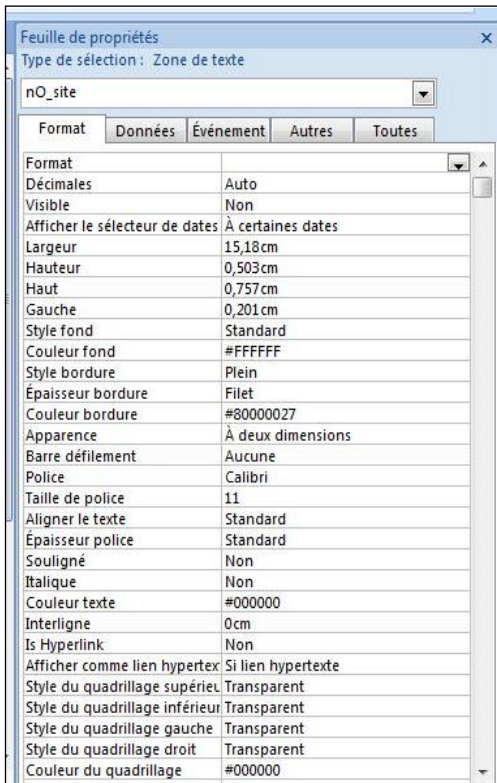 Feuille de propriétés
Type de sélection : Zone de texte
nO_site
Format Données Événement Autres Toutes
Format
Décimales Auto
Visible Non
Afficher le sélecteur de dates À certaines dates
Largeur 15,18cm
Hauteur 0,503cm
Haut 0,757cm
Gauche 0,201cm
Style fond Standard
Couleur fond #FFFFFF
Style bordure Plein
Épaisseur bordure Filet
Couleur bordure #80000027
Apparence À deux dimensions
Barre défilement Aucune
Police Calibri
Taille de police 11
Aligner le texte Standard
Épaisseur police Standard
Souligné Non
Italique Non
Couleur texte #000000
Interligne 0cm
Is Hyperlink Non
Afficher comme lien hypertex Si lien hypertexte
Style du quadrillage supérieu Transparent
Style du quadrillage inférieur Transparent
Style du quadrillage gauche Transparent
Style du quadrillage droit Transparent
Couleur du quadrillage #000000